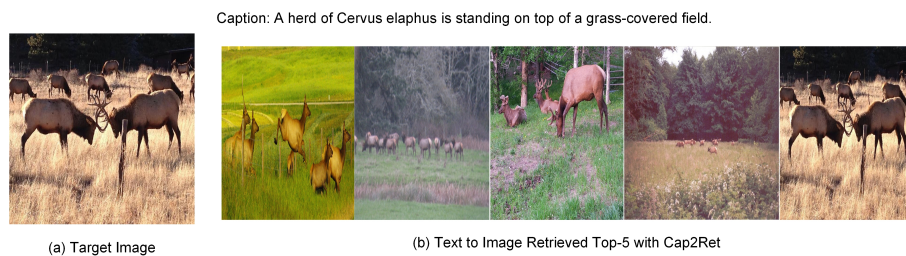 Caption: A herd of Cervus elaphus is standing on top of a grass-covered field.
(a) Target Image
(b) Text to Image Retrieved Top-5 with Cap2Ret